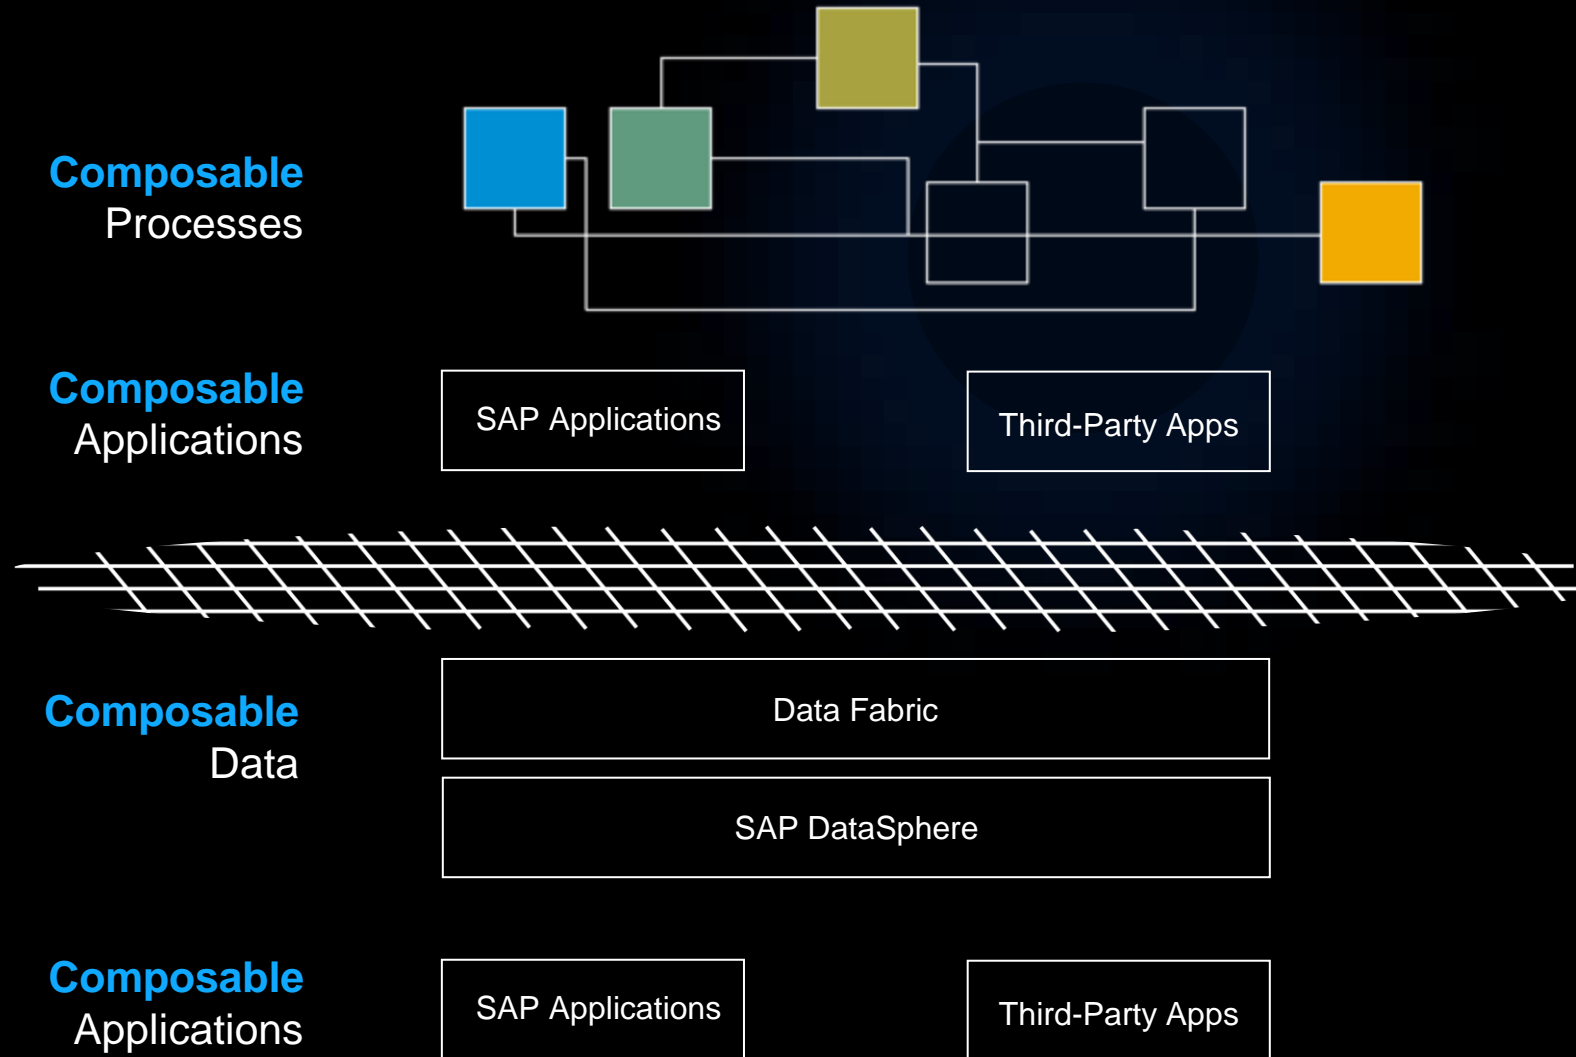 Composable
Processes
Composable
Applications
SAP Applications
Third-Party Apps
Composable
Data
Data Fabric
SAP DataSphere
Composable
Applications
SAP Applications
Third-Party Apps